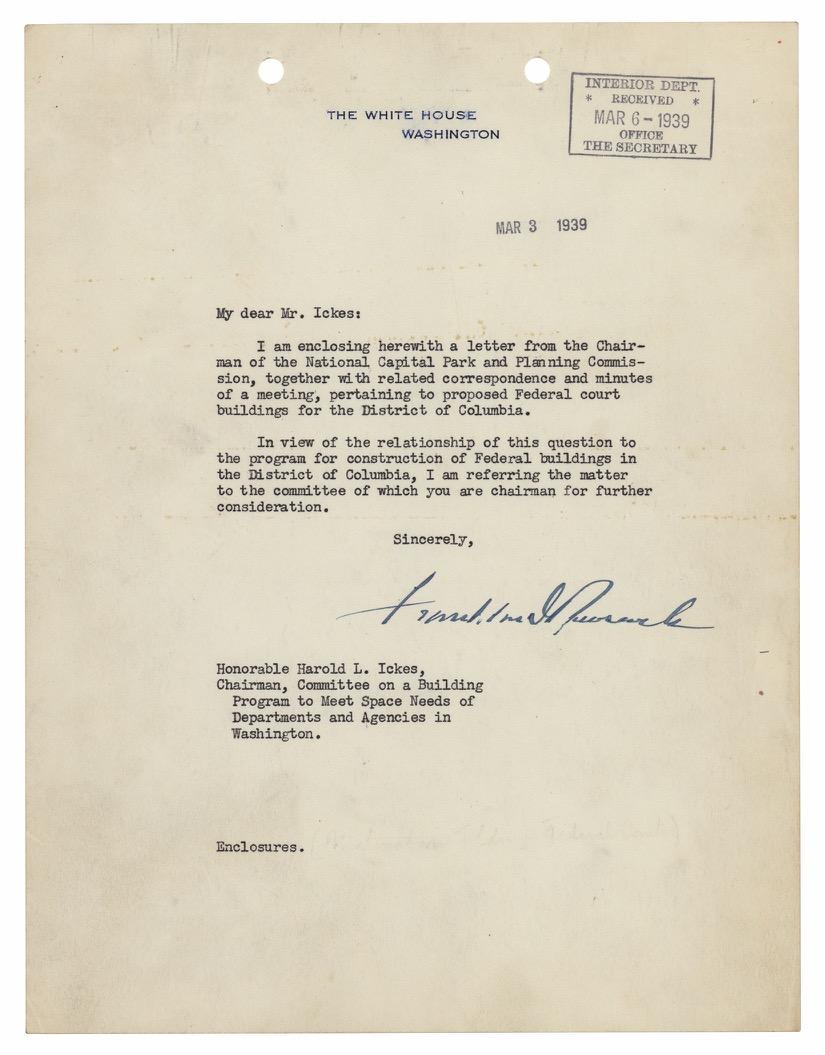 THE WHITE HOUSE
WASHINGTON
INTERIOR DEPT.
* RECEIVED *
MAR 6 - 1939
OFFICE
THE SECRETARY
MAR 3 1939
My dear Mr. Ickes:
I am enclosing herewith a letter from the Chair-
man of the National Capital Park and Planning Commis-
sion, together with related correspondence and minutes
of a meeting, pertaining to proposed Federal court
buildings for the District of Columbia.
In view of the relationship of this question to
the program for construction of Federal buildings in
the District of Columbia, I am referring the matter
to the committee of which you are chairman for further
consideration.
Sincerely,
Franklin D Roosevelt
Honorable Harold L. Ickes,
Chairman, Committee on a Building
Program to Meet Space Needs of
Departments and Agencies in
Washington.
Enclosures.